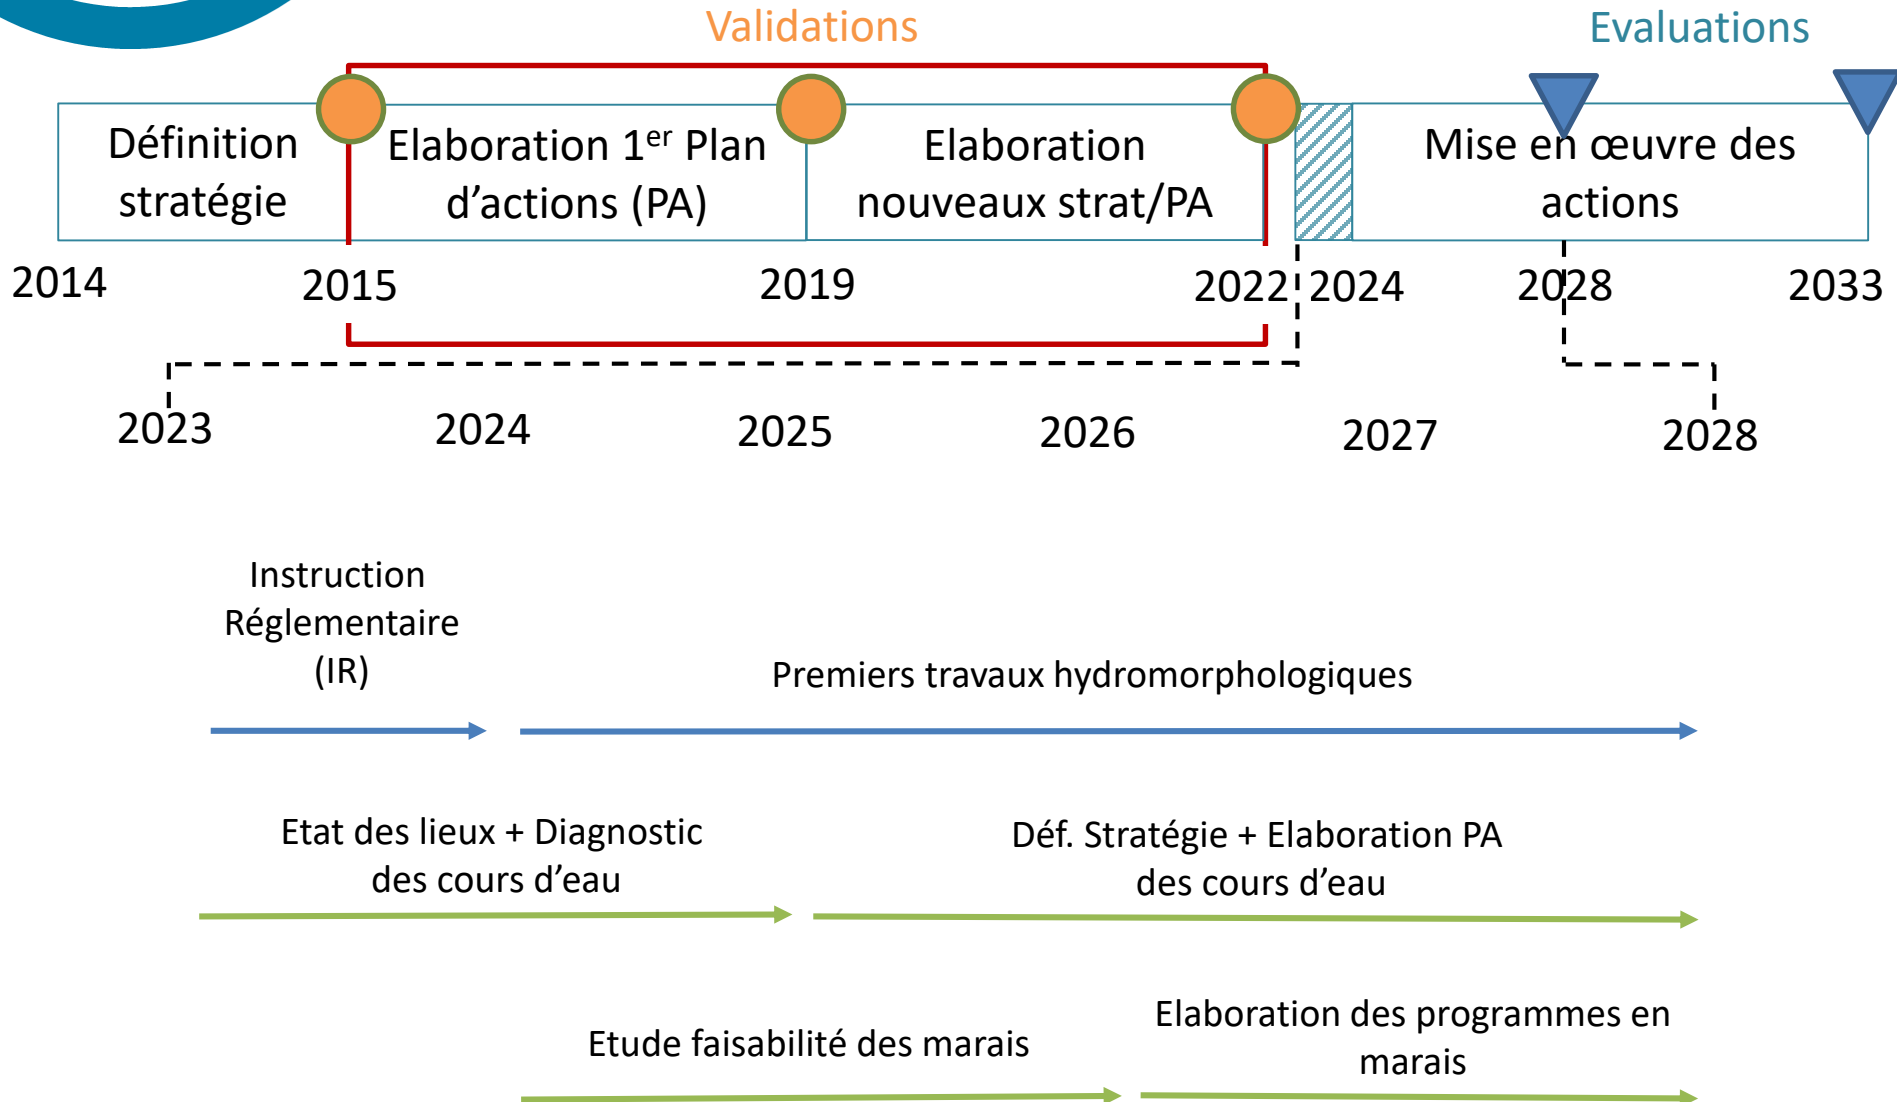 Validations
Evaluations
Définition
stratégie
Elaboration 1er Plan
d’actions (PA)
Elaboration
nouveaux strat/PA
Mise en œuvre des
actions
2014
2015
2019
2022
2024
2028
2033
2023
2024
2025
2026
2027
2028
Instruction
Réglementaire
(IR)
Premiers travaux hydromorphologiques
Etat des lieux + Diagnostic
des cours d’eau
Déf. Stratégie + Elaboration PA
des cours d’eau
Etude faisabilité des marais
Elaboration des programmes en
marais